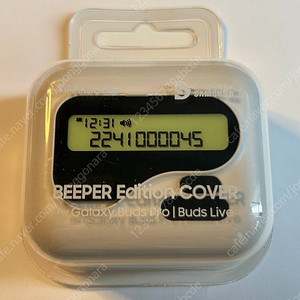 12:31
2241000045
BEEPER Edition COVER
Galaxy Buds Pro | Buds Live